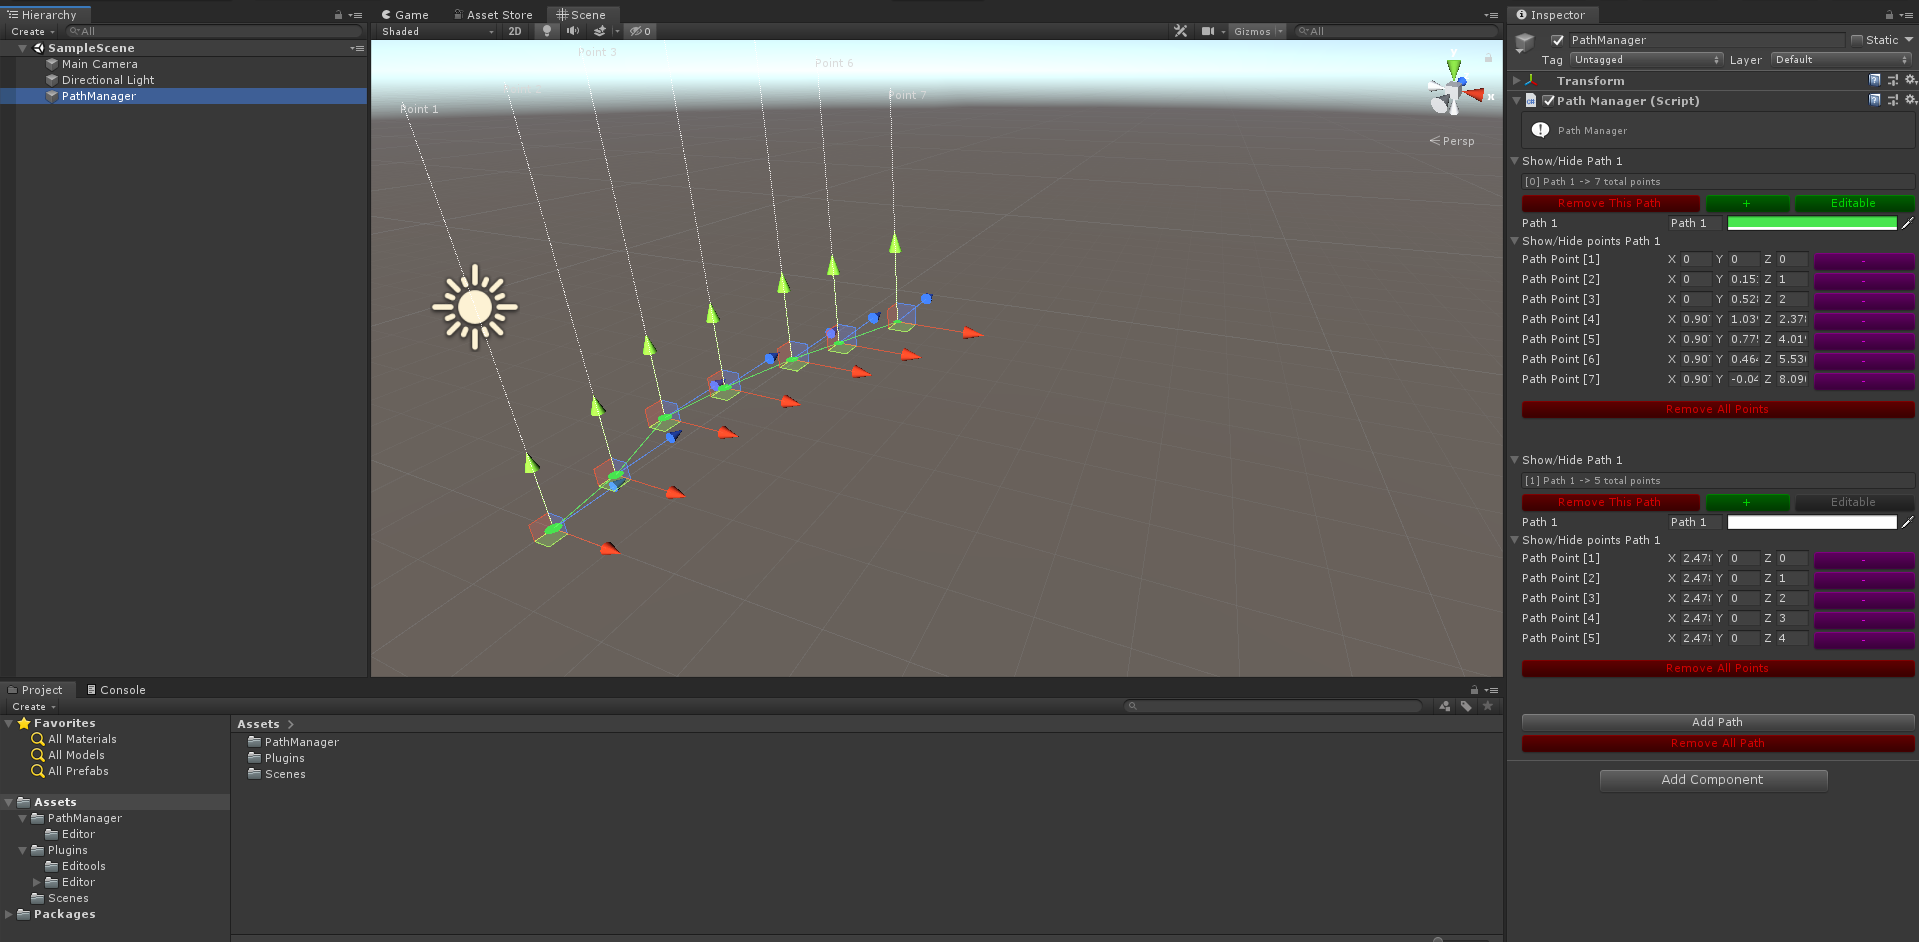 Hierarchy
Create
All
SampleScene
Main Camera
Directional Light
PathManager
Game
Asset Store
Scene
Shaded
2D
0
Gizmos
All
Point 3
Point 6
Point 7
Point 1
y
x
Persp
Inspector
PathManager
Static
Tag
Untagged
Layer
Default
Transform
Path Manager (Script)
Path Manager
Show/Hide Path 1
[0] Path 1 -> 7 total points
Remove This Path
+
Editable
Path 1
Path 1
Show/Hide points Path 1
Path Point [1] X 0 Y 0 Z 0 -
Path Point [2] X 0 Y 0.15 Z 1 -
Path Point [3] X 0 Y 0.52 Z 2 -
Path Point [4] X 0.90 Y 1.03 Z 2.37 -
Path Point [5] X 0.90 Y 0.77 Z 4.01 -
Path Point [6] X 0.90 Y 0.46 Z 5.53 -
Path Point [7] X 0.90 Y -0.04 Z 8.09 -
Remove All Points
Show/Hide Path 1
[1] Path 1 -> 5 total points
Remove This Path
+
Editable
Path 1
Path 1
Show/Hide points Path 1
Path Point [1] X 2.47 Y 0 Z 0 -
Path Point [2] X 2.47 Y 0 Z 1 -
Path Point [3] X 2.47 Y 0 Z 2 -
Path Point [4] X 2.47 Y 0 Z 3 -
Path Point [5] X 2.47 Y 0 Z 4 -
Remove All Points
Add Path
Remove All Path
Add Component
Project
Console
Create
Favorites
All Materials
All Models
All Prefabs
Assets
PathManager
Editor
Plugins
Editools
Editor
Scenes
Packages
Assets
PathManager
Plugins
Scenes